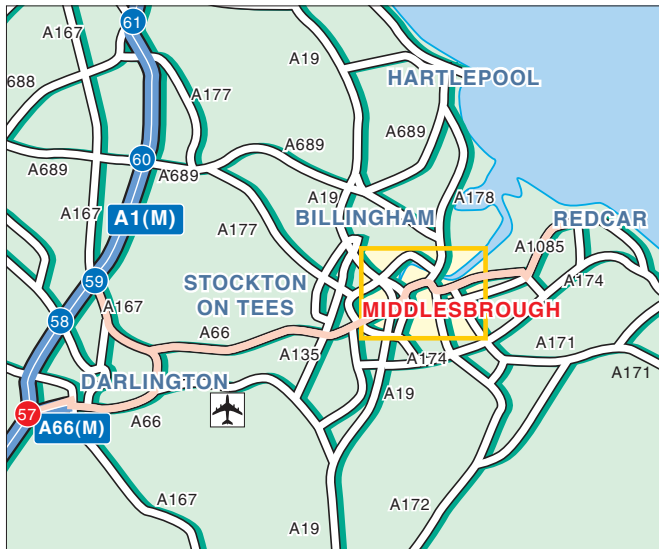 61
A167
A19
HARTLEPOOL
A177
60
A689
A689
A689
A689
A167
A19
A178
A1(M)
A177
BILLINGHAM
REDCAR
A1085
59
STOCKTON
ON TEES
A174
A167
58
MIDDLESBROUGH
A66
A171
A135
A174
A171
DARLINGTON
A19
57
A66(M)
A66
A167
A172
A19